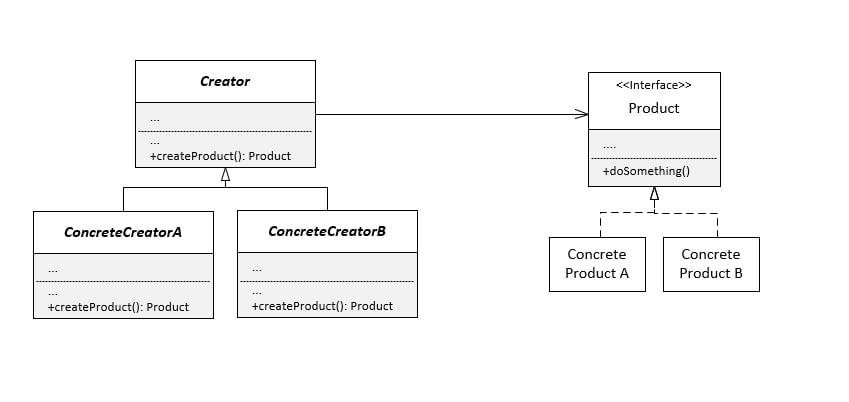 Creator
...
...
+createProduct(): Product
<<Interface>>
Product
....
+doSomething()
ConcreteCreatorA
...
...
+createProduct(): Product
ConcreteCreatorB
...
...
+createProduct(): Product
Concrete
Product A
Concrete
Product B